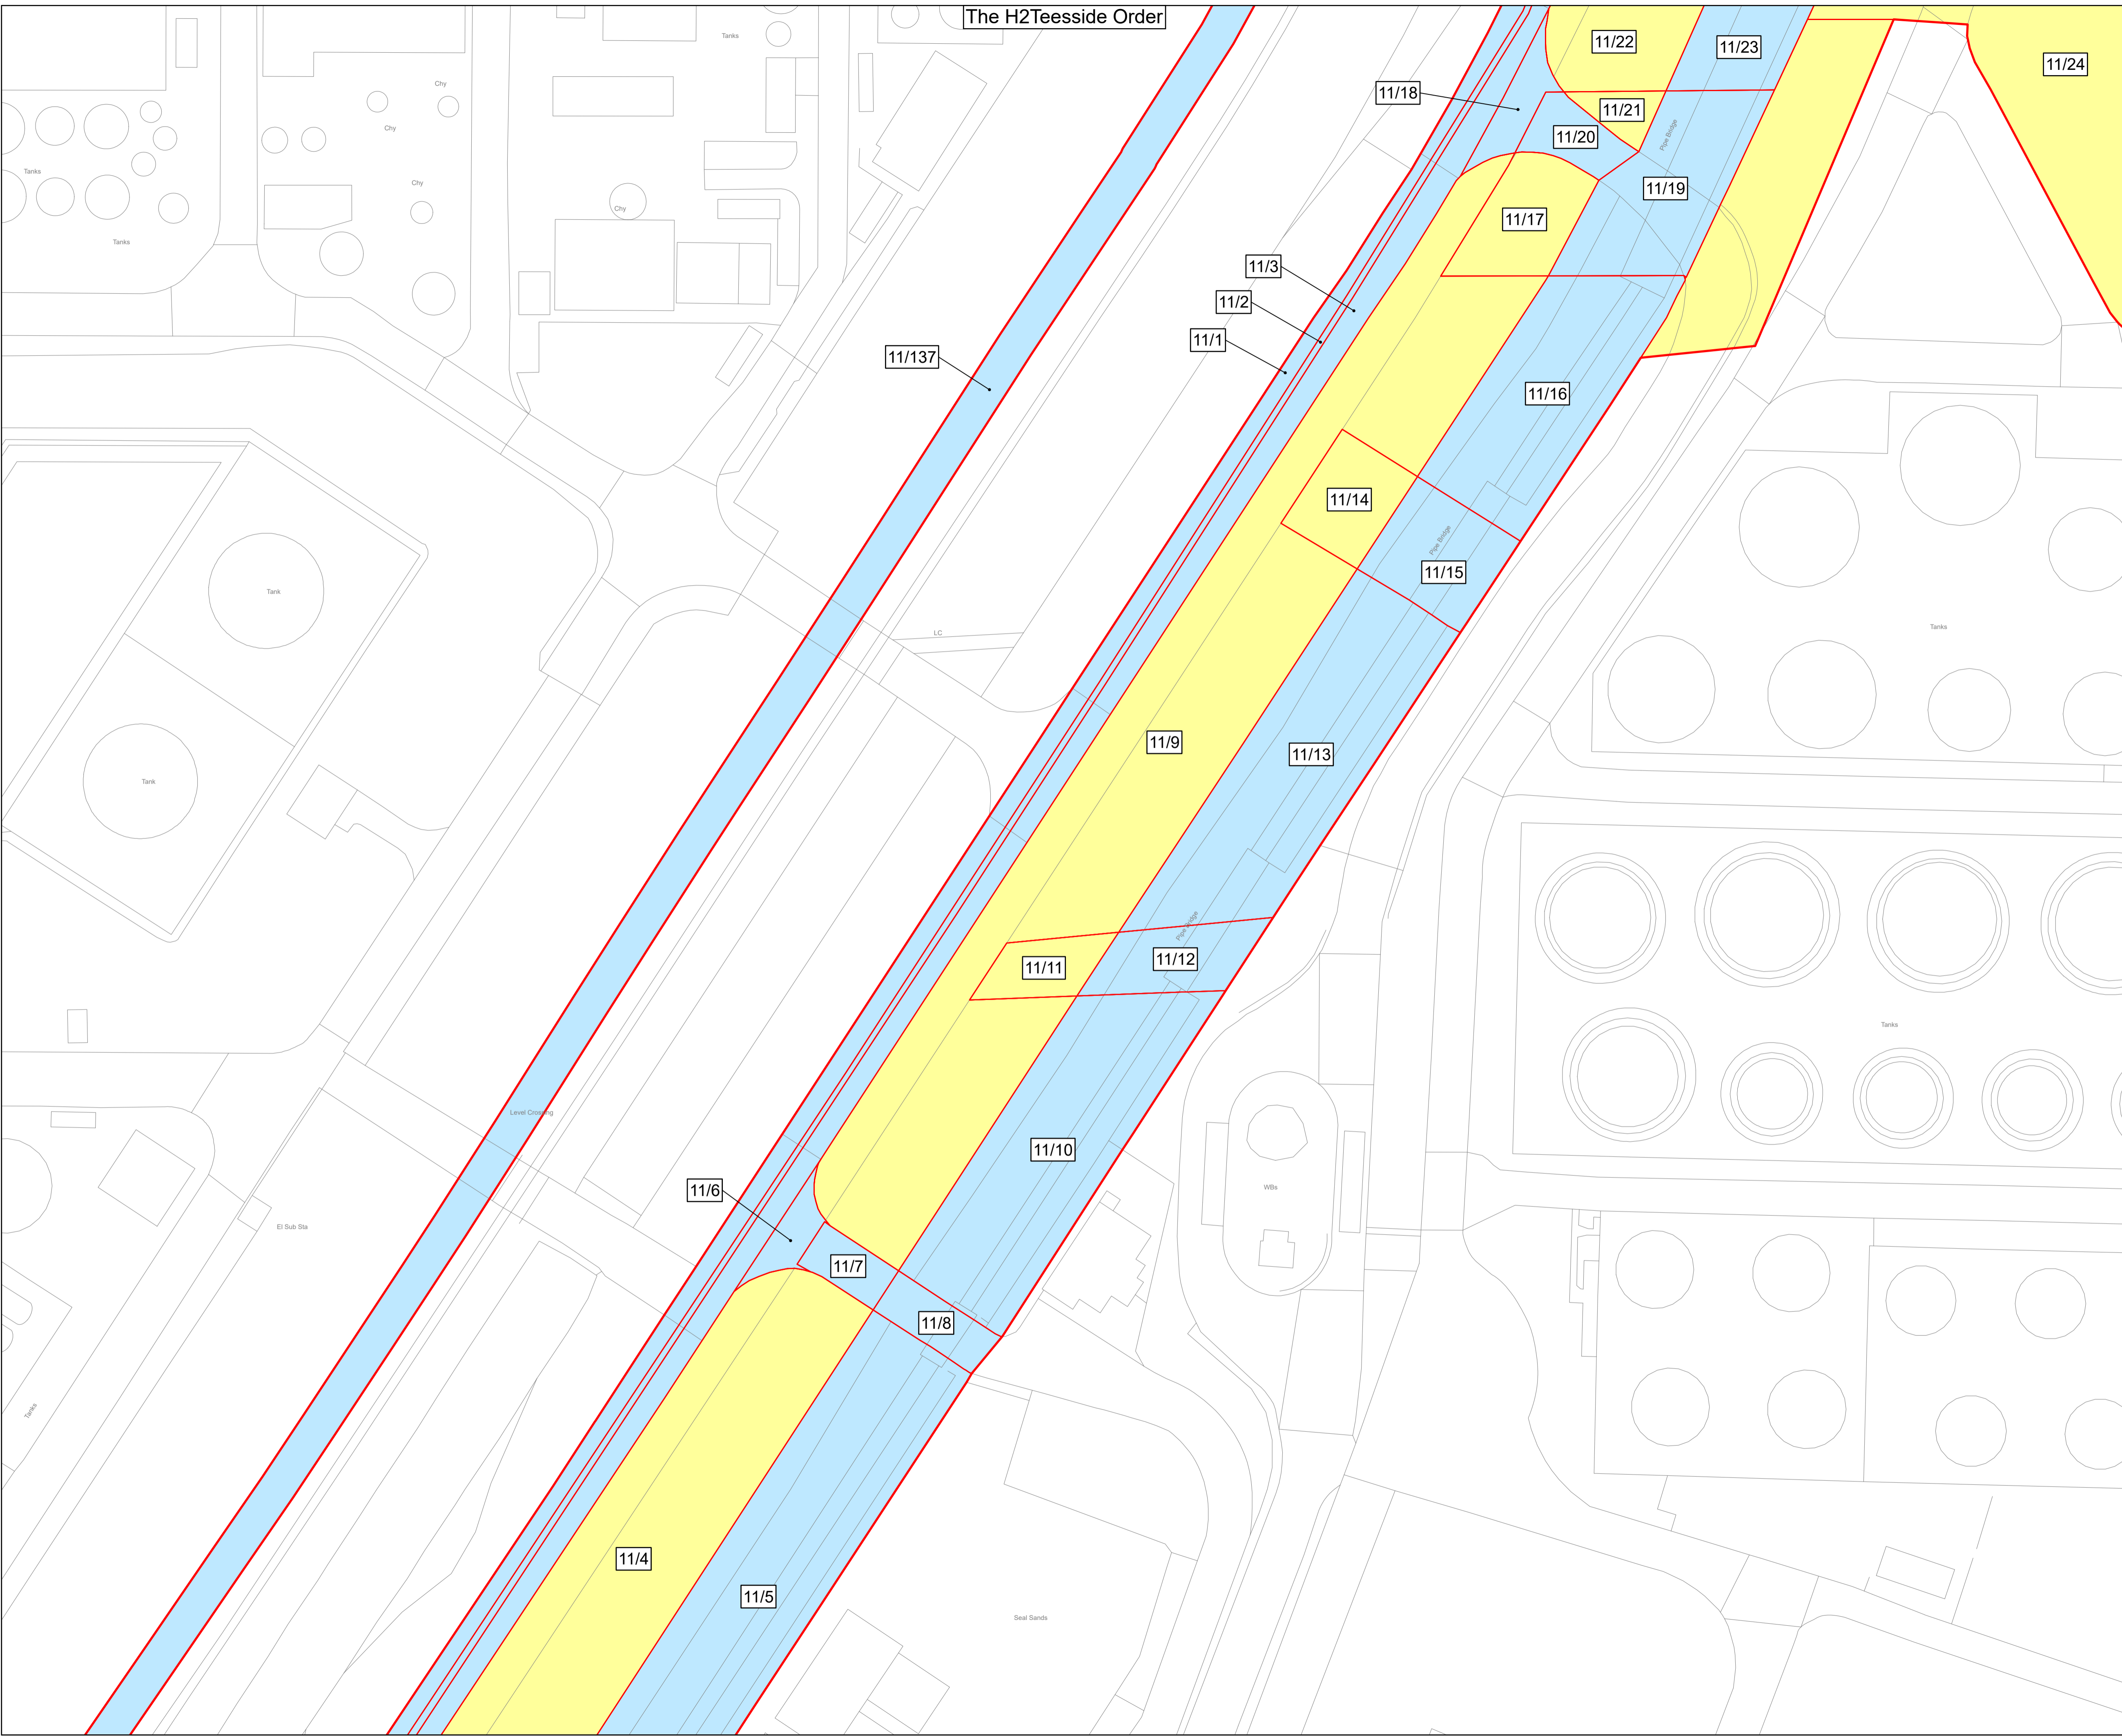 The H2Teesside Order
Tanks
11/22
11/23
11/24
Chy
11/18
11/21
Chy
11/20
Pipe Bridge
Tanks
Chy
11/19
Chy
11/17
Tanks
11/3
11/2
11/1
11/137
11/16
11/14
Pipe Bridge
11/15
Tank
Tanks
LC
11/9
11/13
Tank
Pipe Bridge
11/12
11/11
Tanks
Level Crossing
11/10
11/6
WBs
El Sub Sta
11/7
11/8
Tanks
11/4
11/5
Seal Sands